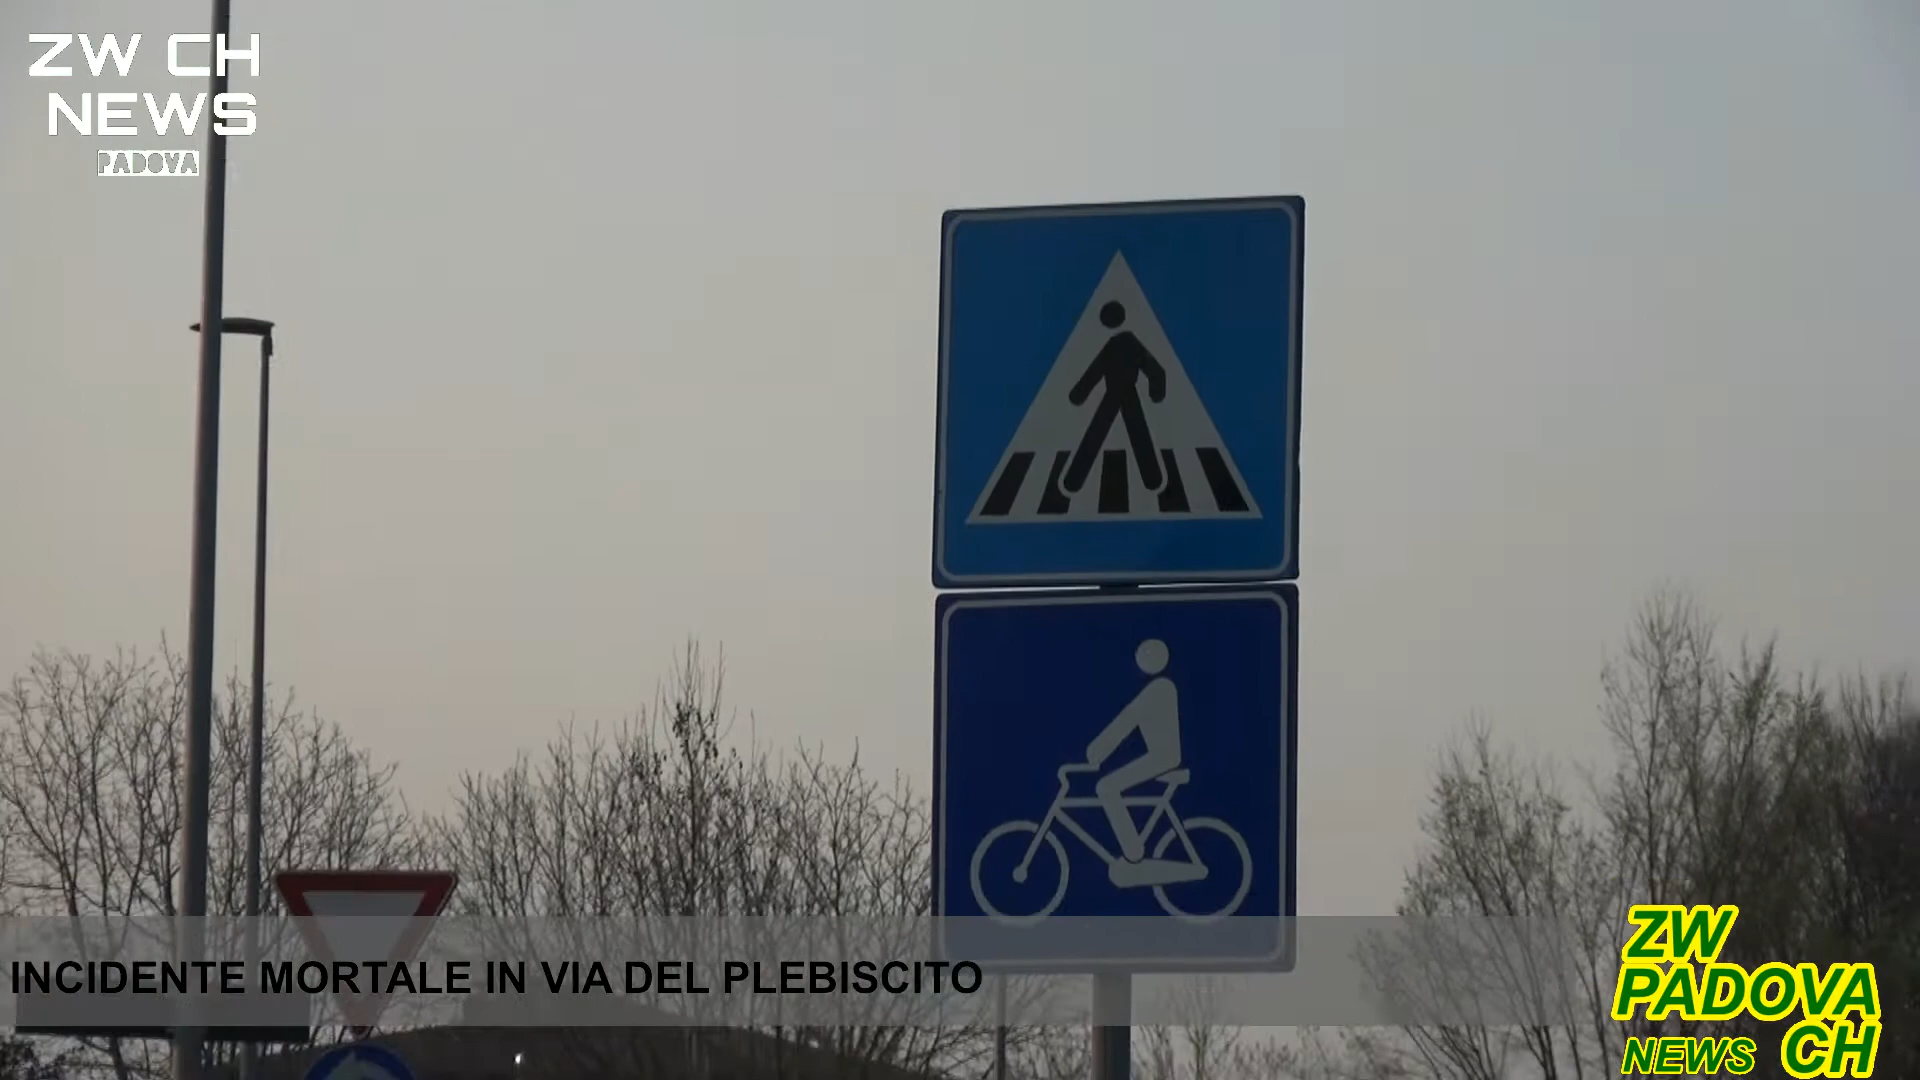 ZW CH
NEWS
PADOVA
INCIDENTE MORTALE IN VIA DEL PLEBISCITO
ZW
PADOVA
NEWS CH